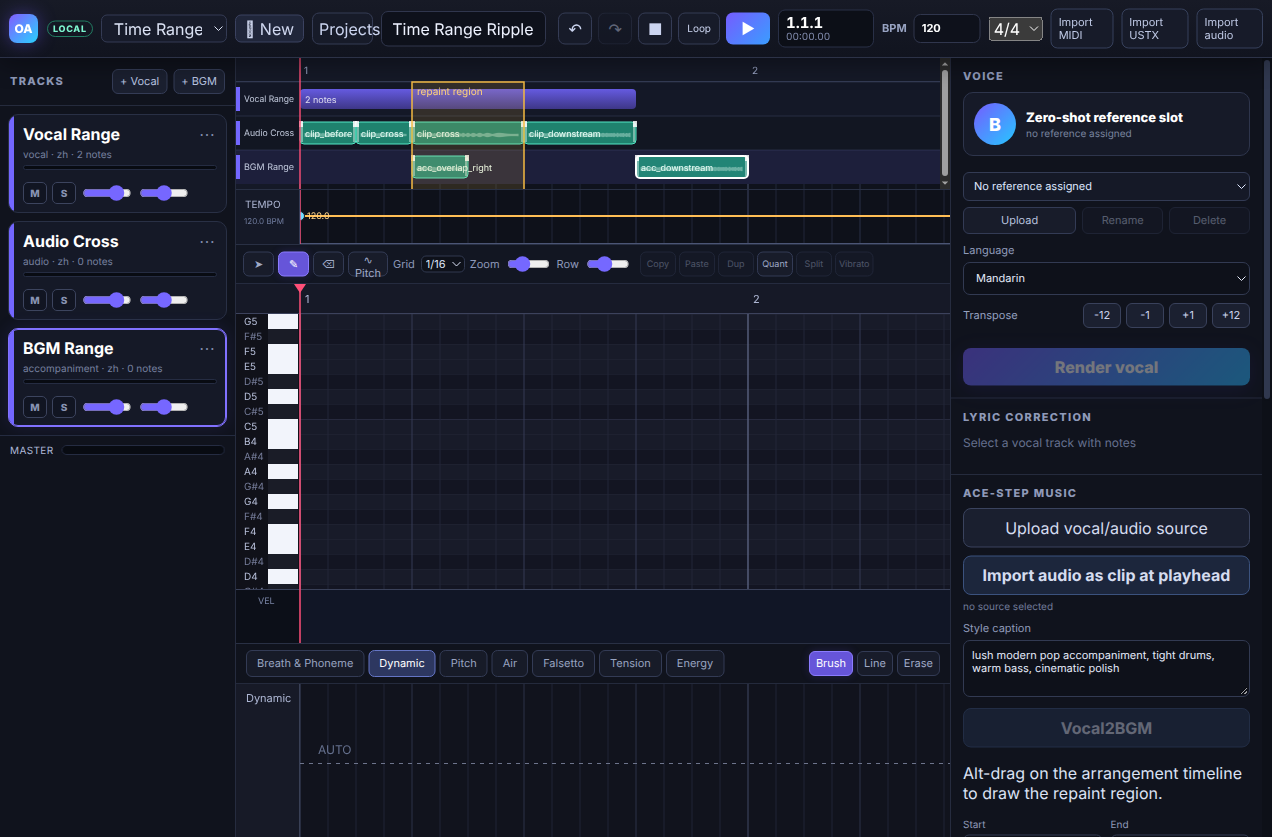 OA LOCAL Time Range New Projects Time Range Ripple Loop 1.1.1 00:00.00 BPM 120 4/4 Import MIDI Import USTX Import audio
TRACKS + Vocal + BGM
Vocal Range
vocal · zh · 2 notes
M S
Audio Cross
audio · zh · 0 notes
M S
BGM Range
accompaniment · zh · 0 notes
M S
MASTER
1 2
Vocal Range 2 notes repaint region
Audio Cross clip_before clip_cross clip_cross clip_downstream
BGM Range acc_overlap_right acc_downstream
TEMPO
120.0 BPM 120.0
Pitch Grid 1/16 Zoom Row Copy Paste Dup Quant Split Vibrato
1 2
G5
F#5
F5
E5
D#5
D5
C#5
C5
B4
A#4
A4
G#4
G4
F#4
F4
E4
D#4
D4
VEL
Breath & Phoneme Dynamic Pitch Air Falsetto Tension Energy Brush Line Erase
Dynamic
AUTO
VOICE
B Zero-shot reference slot
no reference assigned
No reference assigned
Upload Rename Delete
Language
Mandarin
Transpose -12 -1 +1 +12
Render vocal
LYRIC CORRECTION
Select a vocal track with notes
ACE-STEP MUSIC
Upload vocal/audio source
Import audio as clip at playhead
no source selected
Style caption
lush modern pop accompaniment, tight drums,
warm bass, cinematic polish
Vocal2BGM
Alt-drag on the arrangement timeline
to draw the repaint region.
Start End